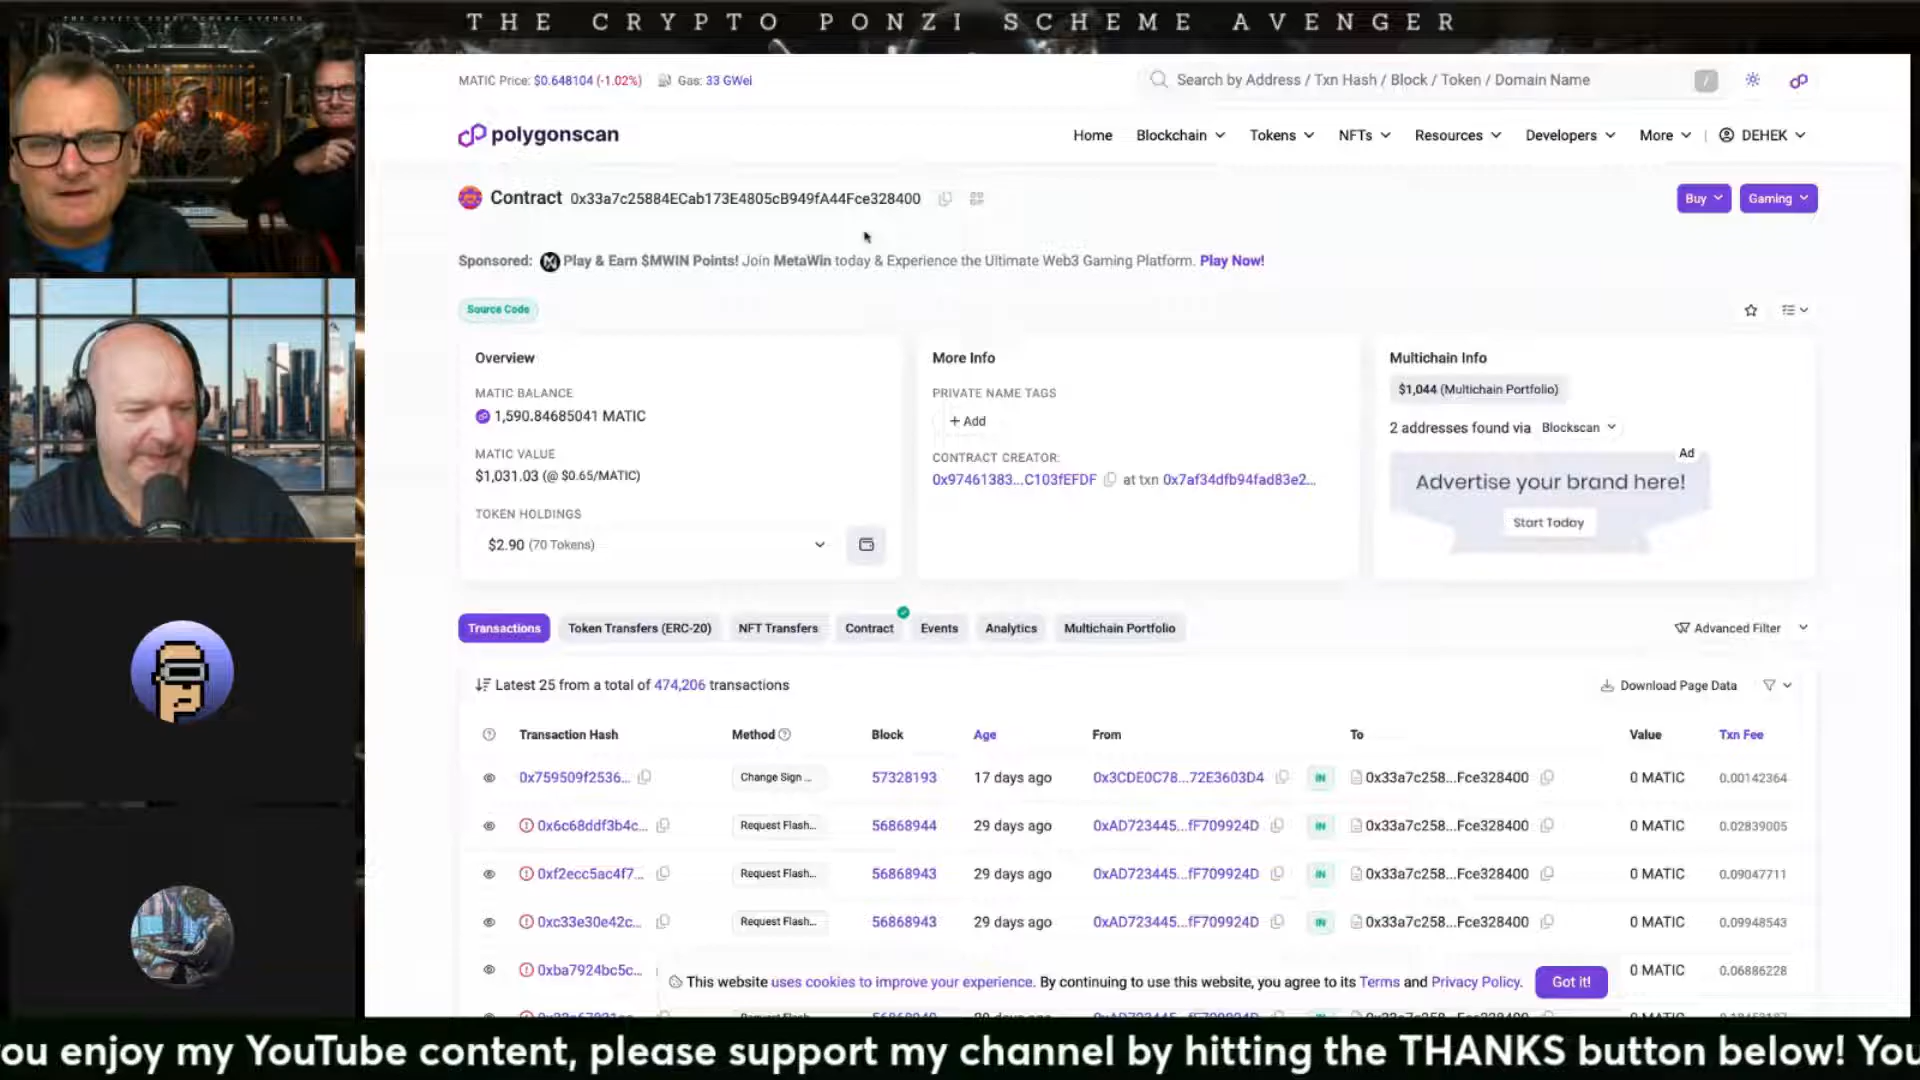 THE CRYPTO PONZI SCHEME AVENGER
MATIC Price: $0.648104 (-1.02%) Gas: 33 GWei
Search by Address / Txn Hash / Block / Token / Domain Name /
polygonscan
Home Blockchain Tokens NFTs Resources Developers More | DEHEK
Contract 0x33a7c25884ECab173E4805cB949fA44Fce328400
Buy Gaming
Sponsored: Play & Earn $MWIN Points! Join MetaWin today & Experience the Ultimate Web3 Gaming Platform. Play Now!
Source Code
Overview
MATIC BALANCE
1,590.84685041 MATIC
MATIC VALUE
$1,031.03 (@ $0.65/MATIC)
TOKEN HOLDINGS
$2.90 (70 Tokens)
More Info
PRIVATE NAME TAGS
+ Add
CONTRACT CREATOR:
0x97461383...C103fEFDF at txn 0x7af34dfb94fad83e2...
Multichain Info
$1,044 (Multichain Portfolio)
2 addresses found via Blockscan
Ad
Advertise your brand here!
Start Today
Transactions Token Transfers (ERC-20) NFT Transfers Contract Events Analytics Multichain Portfolio
Advanced Filter
Latest 25 from a total of 474,206 transactions
Download Page Data
Transaction Hash Method Block Age From To Value Txn Fee
0x759509f2536... Change Sign ... 57328193 17 days ago 0x3CDE0C78...72E3603D4 IN 0x33a7c258...Fce328400 0 MATIC 0.00142364
0x6c68ddf3b4c... Request Flash... 56868944 29 days ago 0xAD723445...fF709924D IN 0x33a7c258...Fce328400 0 MATIC 0.02839005
0xf2ecc5ac4f7... Request Flash... 56868943 29 days ago 0xAD723445...fF709924D IN 0x33a7c258...Fce328400 0 MATIC 0.09047711
0xc33e30e42c... Request Flash... 56868943 29 days ago 0xAD723445...fF709924D IN 0x33a7c258...Fce328400 0 MATIC 0.09948543
0xba7924bc5c... 0 MATIC 0.06886228
This website uses cookies to improve your experience. By continuing to use this website, you agree to its Terms and Privacy Policy. Got it!
ou enjoy my YouTube content, please support my channel by hitting the THANKS button below! You